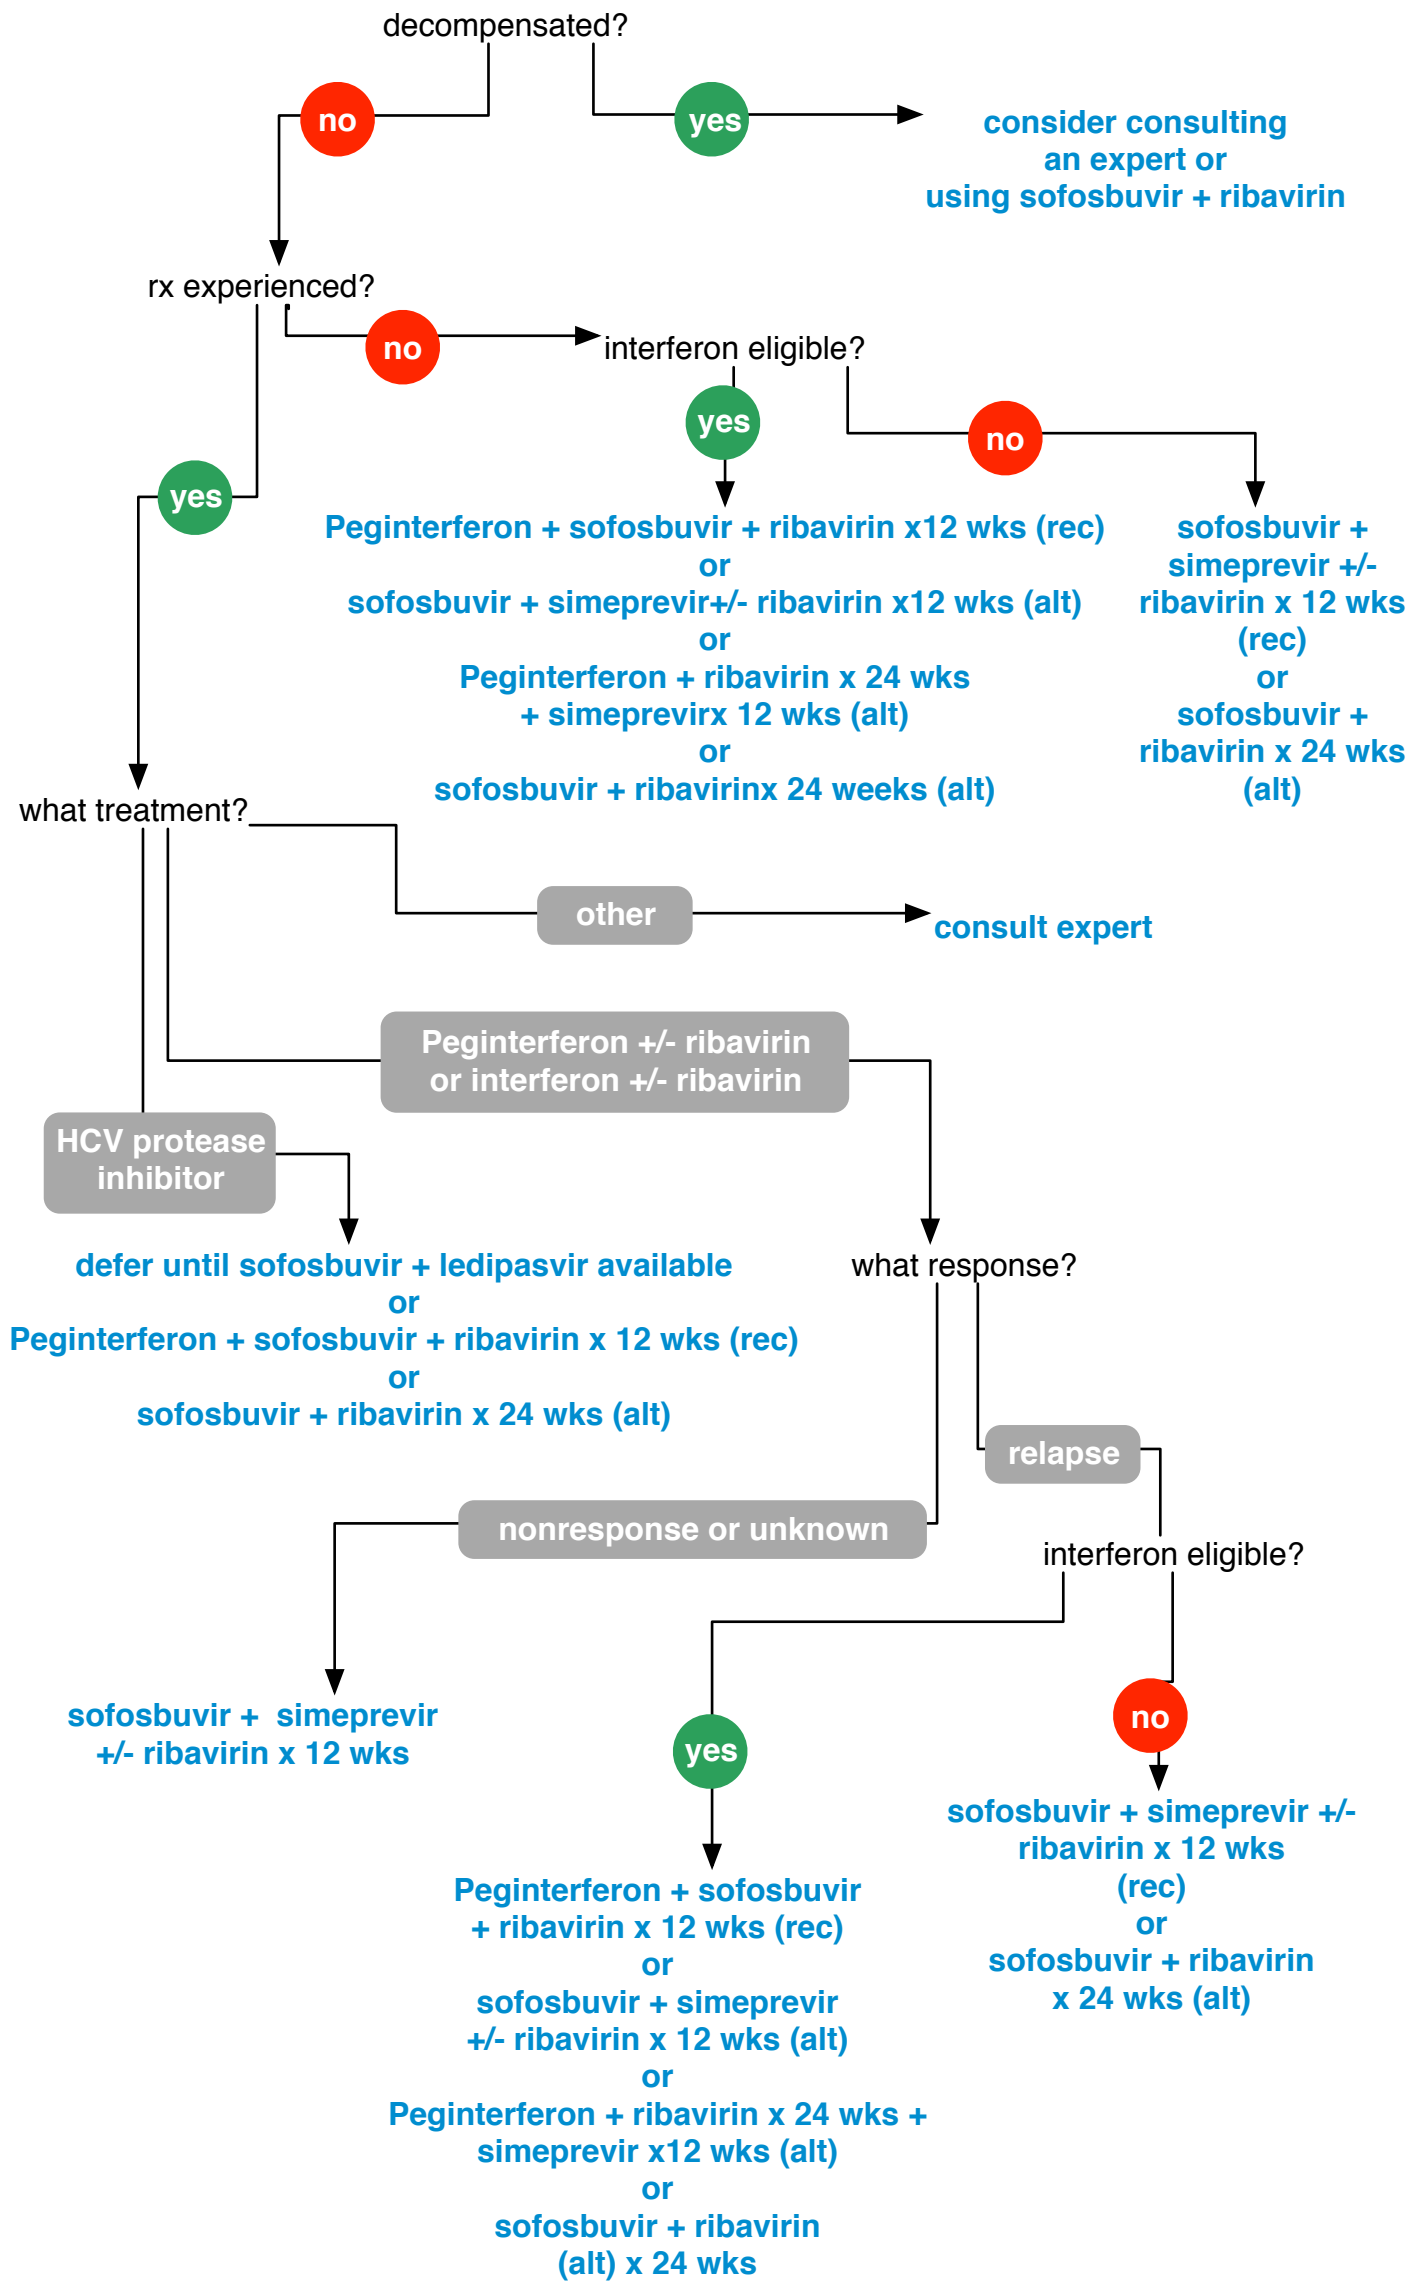 decompensated?
no
yes
consider consulting
an expert or
using sofosbuvir + ribavirin
rx experienced?
no
interferon eligible?
yes
no
yes
Peginterferon + sofosbuvir + ribavirin x12 wks (rec)
or
sofosbuvir + simeprevir+/- ribavirin x12 wks (alt)
or
Peginterferon + ribavirin x 24 wks
+ simeprevirx 12 wks (alt)
or
sofosbuvir + ribavirinx 24 weeks (alt)
sofosbuvir +
simeprevir +/-
ribavirin x 12 wks
(rec)
or
sofosbuvir +
ribavirin x 24 wks
(alt)
what treatment?
other
consult expert
Peginterferon +/- ribavirin
or interferon +/- ribavirin
HCV protease
inhibitor
defer until sofosbuvir + ledipasvir available
or
Peginterferon + sofosbuvir + ribavirin x 12 wks (rec)
or
sofosbuvir + ribavirin x 24 wks (alt)
what response?
relapse
nonresponse or unknown
interferon eligible?
sofosbuvir +  simeprevir
+/- ribavirin x 12 wks
yes
no
Peginterferon + sofosbuvir
+ ribavirin x 12 wks (rec)
or
sofosbuvir + simeprevir
+/- ribavirin x 12 wks (alt)
or
Peginterferon + ribavirin x 24 wks +
simeprevir x12 wks (alt)
or
sofosbuvir + ribavirin
(alt) x 24 wks
sofosbuvir + simeprevir +/-
ribavirin x 12 wks
(rec)
or
sofosbuvir + ribavirin
x 24 wks (alt)